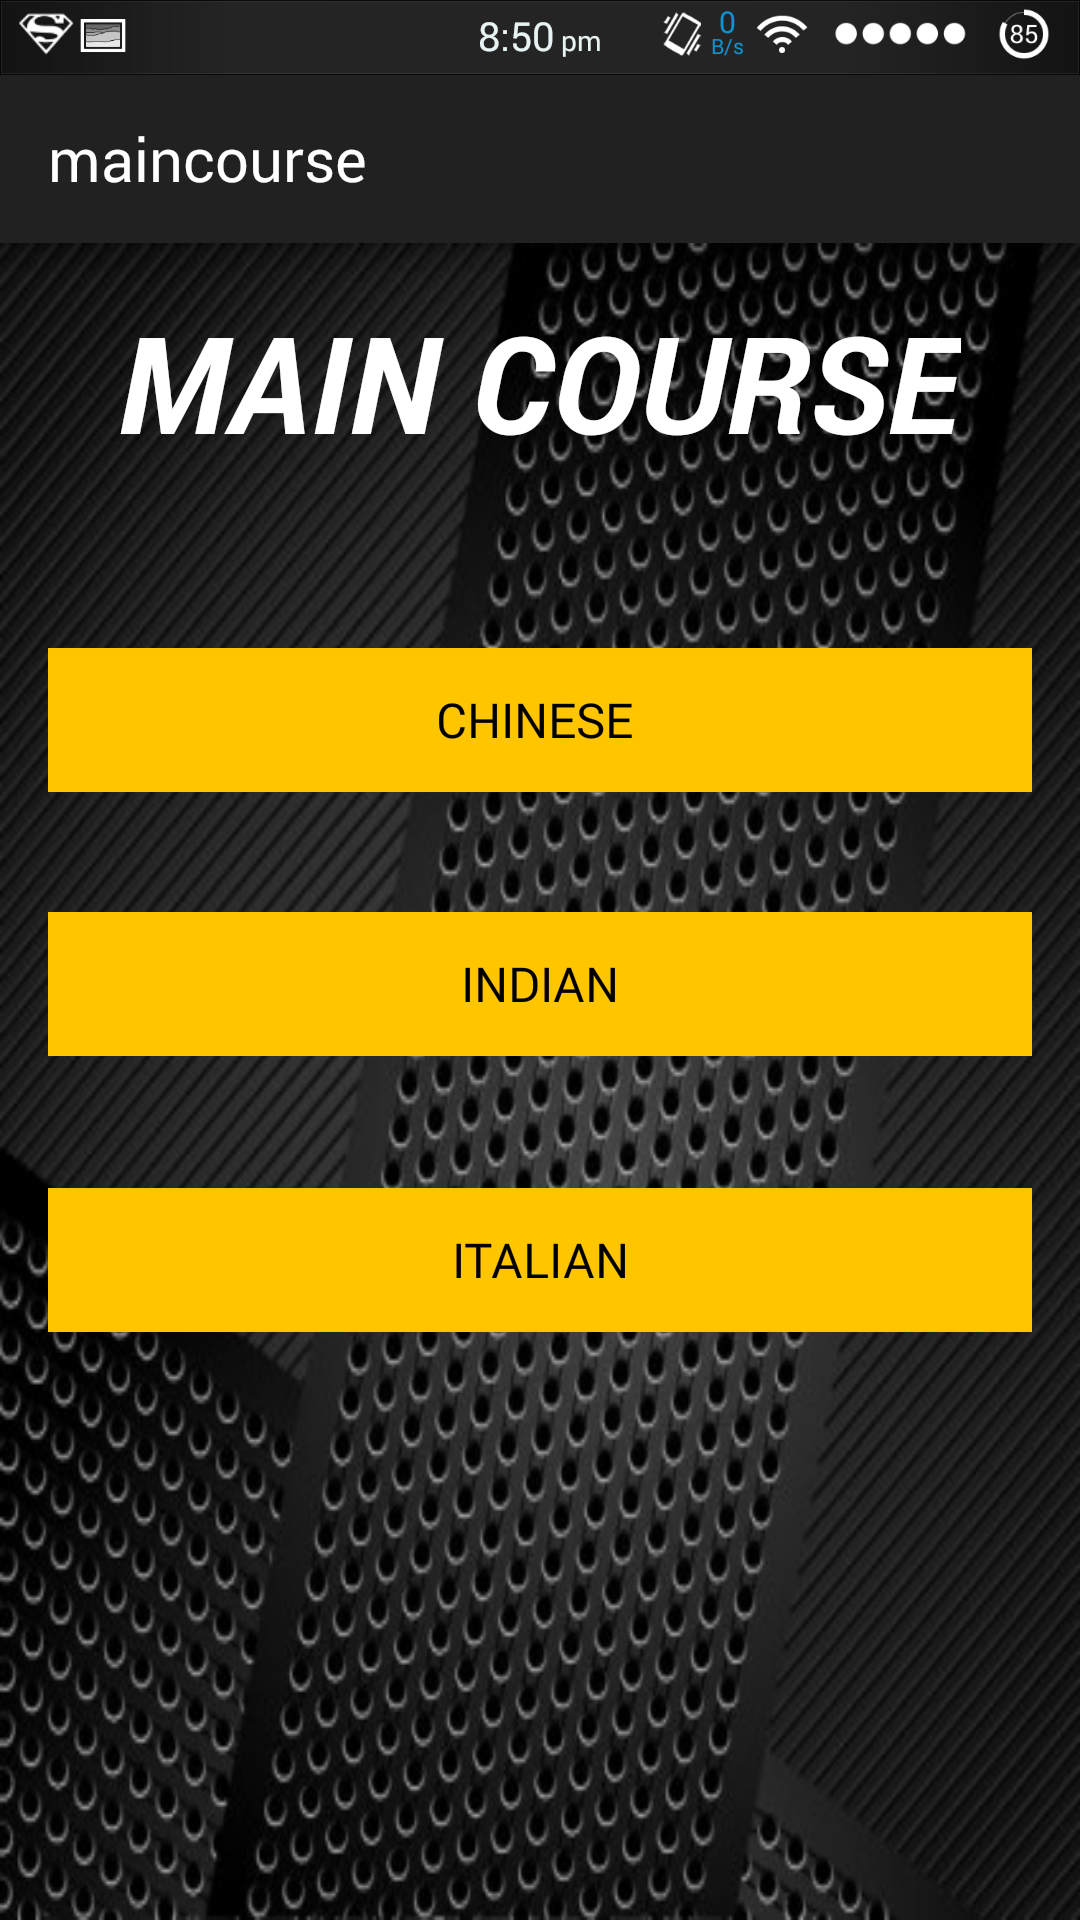 8:50 pm 0 B/s 85
maincourse
MAIN COURSE
CHINESE
INDIAN
ITALIAN